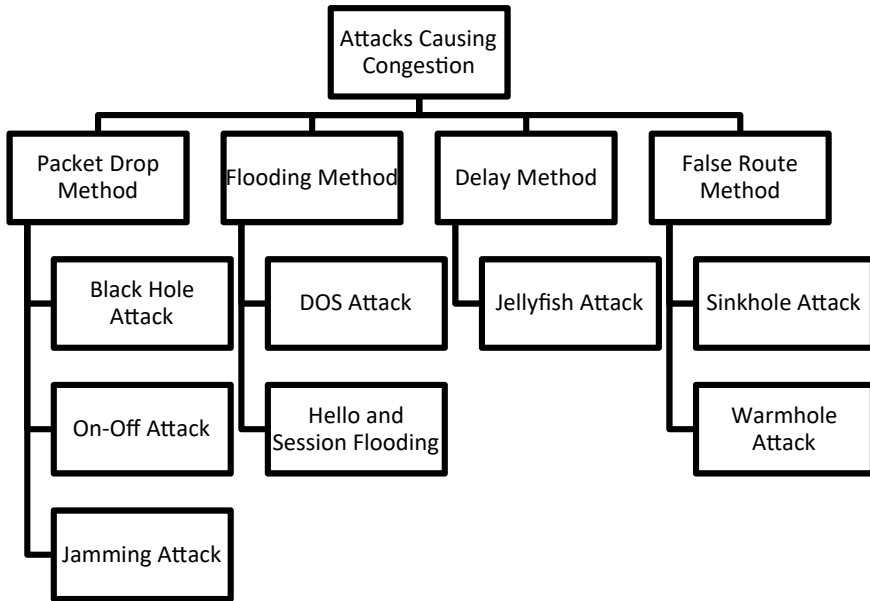 Attacks Causing
Congestion
Packet Drop
Method
Flooding Method
Delay Method
False Route
Method
Black Hole
Attack
DOS Attack
Jellyfish Attack
Sinkhole Attack
On-Off Attack
Hello and
Session Flooding
Warmhole
Attack
Jamming Attack